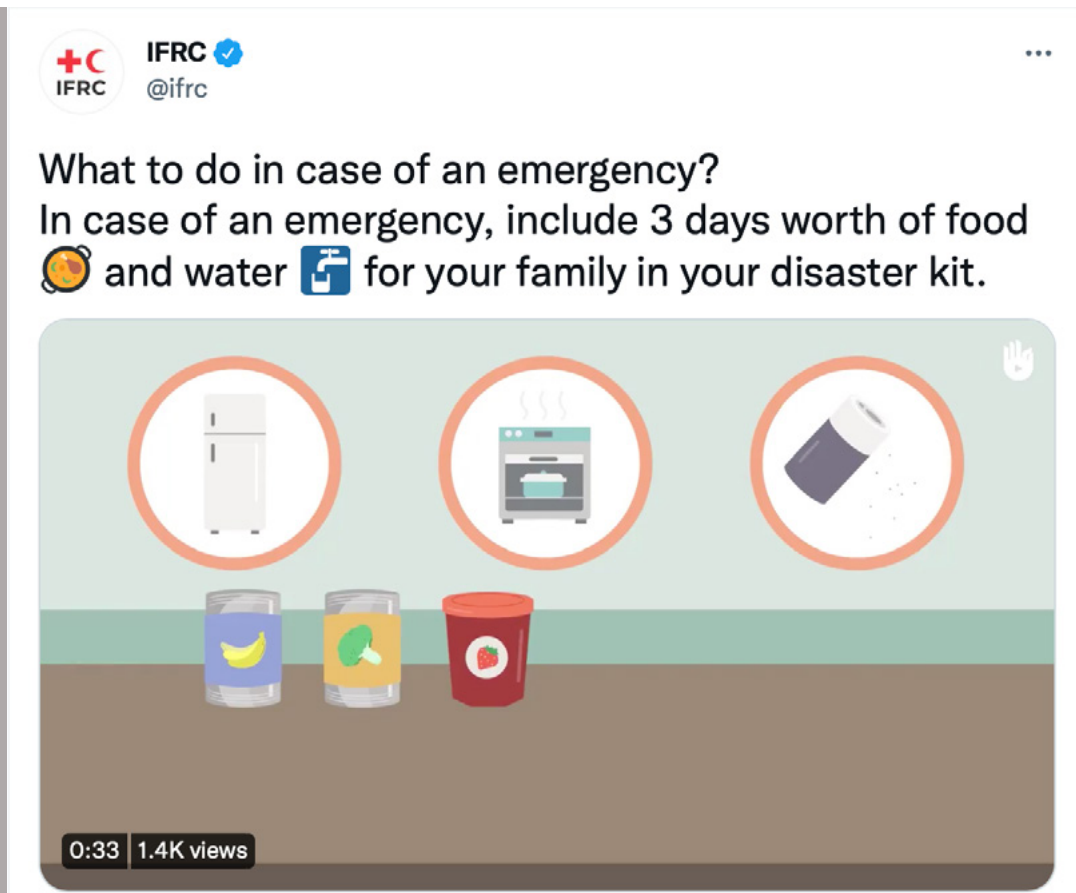 IFRC
IFRC
@ifrc
What to do in case of an emergency?
In case of an emergency, include 3 days worth of food
🥘 and water 🚰 for your family in your disaster kit.
0:33 1.4K views